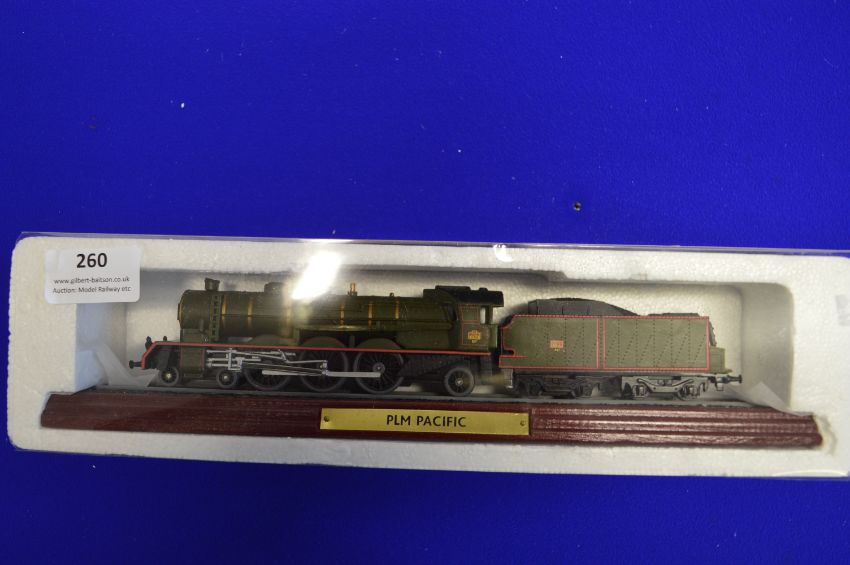 260
www.gilbert-baitson.co.uk
Auction: Model Railway etc
PLM PACIFIC